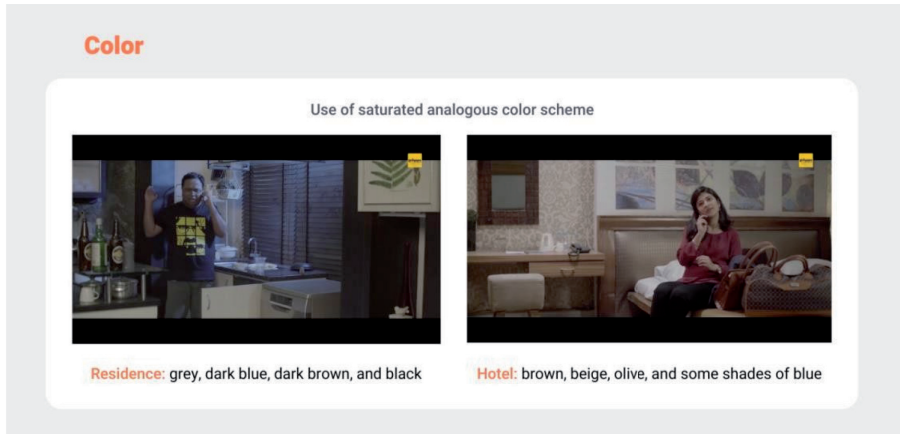 Color
Use of saturated analogous color scheme
Residence: grey, dark blue, dark brown, and black
Hotel: brown, beige, olive, and some shades of blue